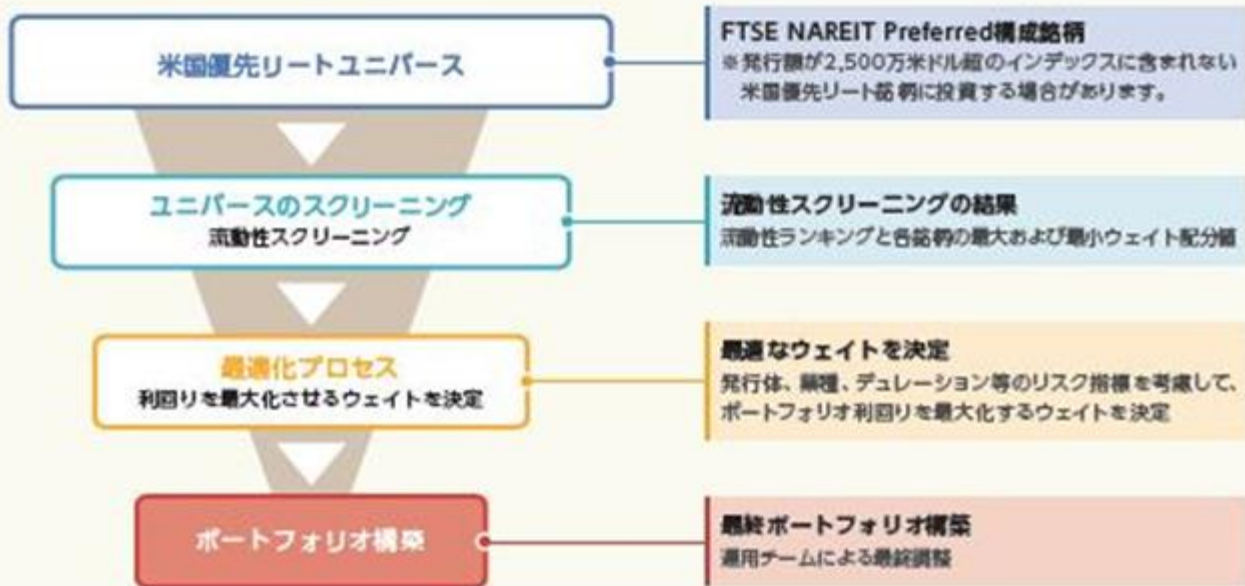 米国優先リートユニバース
FTSE NAREIT Preferred構成銘柄
※発行額が2,500万米ドル超のインデックスに含まれない
米国優先リート銘柄に投資する場合があります。
ユニバースのスクリーニング
流動性スクリーニング
流動性スクリーニングの結果
流動性ランキングと各銘柄の最大および最小ウェイト配分値
最適化プロセス
利回りを最大化させるウェイトを決定
最適なウェイトを決定
発行体、業種、デュレーション等のリスク指標を考慮して、
ポートフォリオ利回りを最大化するウェイトを決定
ポートフォリオ構築
最終ポートフォリオ構築
運用チームによる最終調整